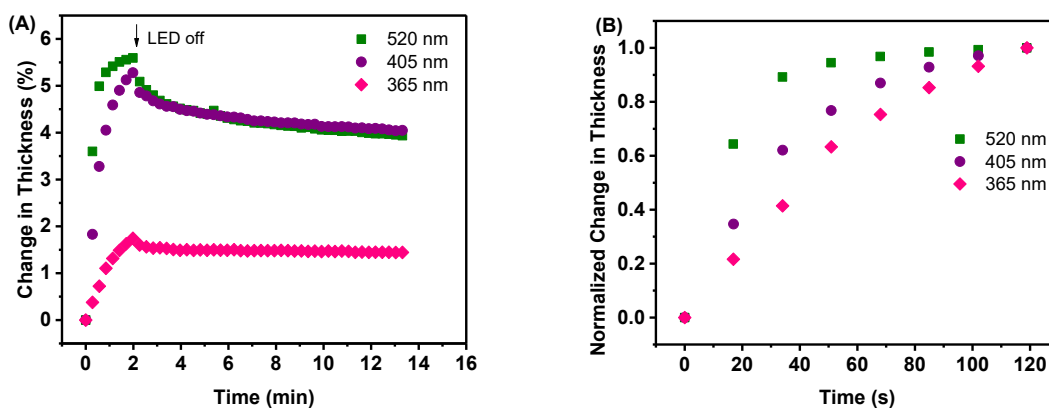 (A)
LED off
520 nm
405 nm
365 nm
Change in Thickness (%)
6
5
4
3
2
1
0
0 2 4 6 8 10 12 14 16
Time (min)
(B)
520 nm
405 nm
365 nm
Normalized Change in Thickness
1.0
0.8
0.6
0.4
0.2
0.0
0 20 40 60 80 100 120
Time (s)